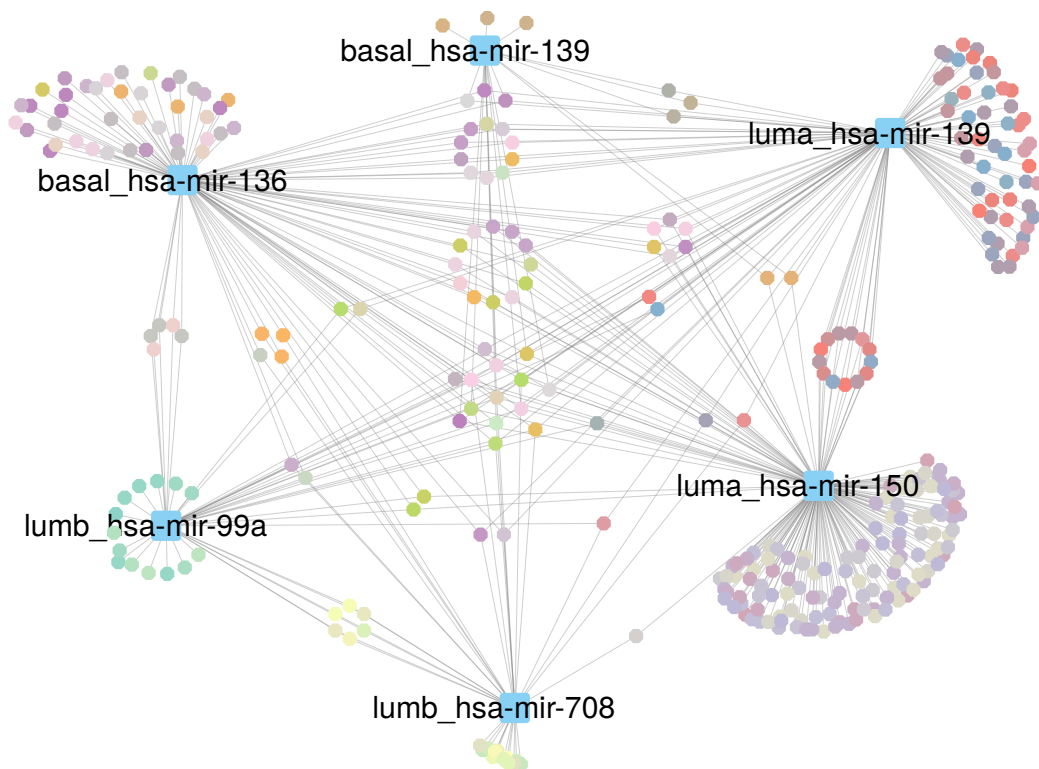 basal_hsa-mir-139
luma_hsa-mir-139
basal_hsa-mir-136
luma_hsa-mir-150
lumb_hsa-mir-99a
lumb_hsa-mir-708